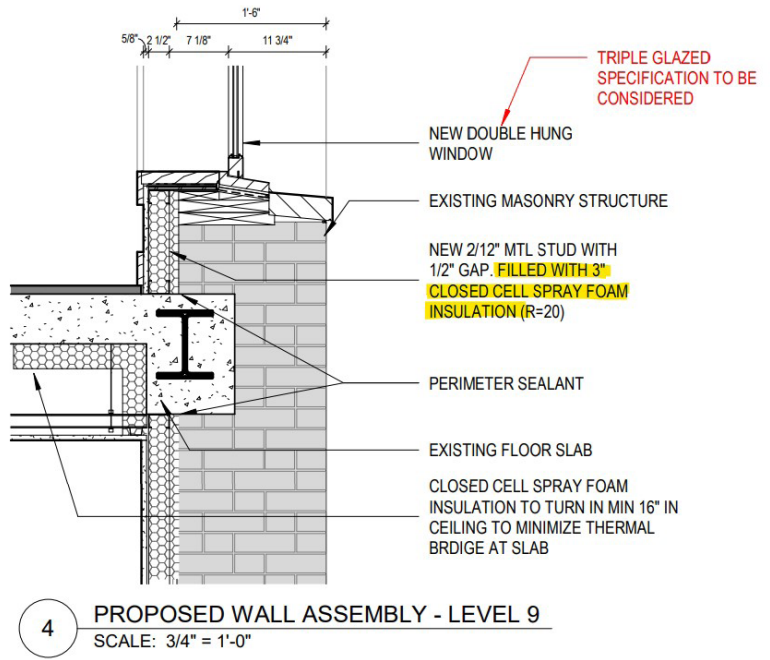 1'-6"
5/8" 2 1/2" 7 1/8" 11 3/4"
TRIPLE GLAZED
SPECIFICATION TO BE
CONSIDERED
NEW DOUBLE HUNG
WINDOW
EXISTING MASONRY STRUCTURE
NEW 2/12" MTL STUD WITH
1/2" GAP. FILLED WITH 3"
CLOSED CELL SPRAY FOAM
INSULATION (R=20)
PERIMETER SEALANT
EXISTING FLOOR SLAB
CLOSED CELL SPRAY FOAM
INSULATION TO TURN IN MIN 16" IN
CEILING TO MINIMIZE THERMAL
BRDIGE AT SLAB
4
PROPOSED WALL ASSEMBLY - LEVEL 9
SCALE: 3/4" = 1'-0"